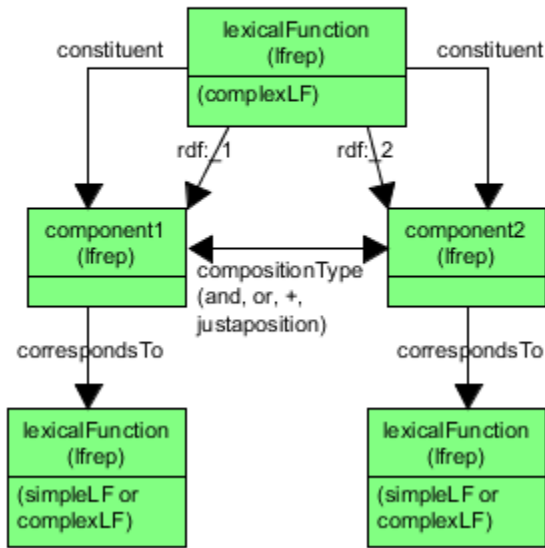 lexicalFunction
(lfrep)
(complexLF)
constituent
constituent
rdf:_1
rdf:_2
component1
(lfrep)
component2
(lfrep)
compositionType
(and, or, +,
justaposition)
correspondsTo
correspondsTo
lexicalFunction
(lfrep)
(simpleLF or
complexLF)
lexicalFunction
(lfrep)
(simpleLF or
complexLF)